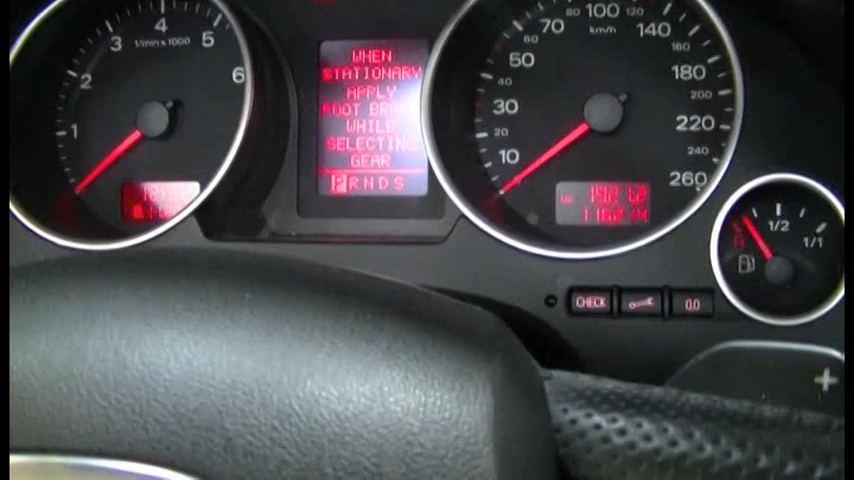 1 2 3 4 5 6
1/min x 1000
WHEN
STATIONARY
APPLY
FOOT BRAKE
WHILE
SELECTING
GEAR
PRNDS
10 20 30 40 50 60 70 80 100 120 140 160 180 200 220 240 260
km/h
1/2
1/1
CHECK
0.0
+